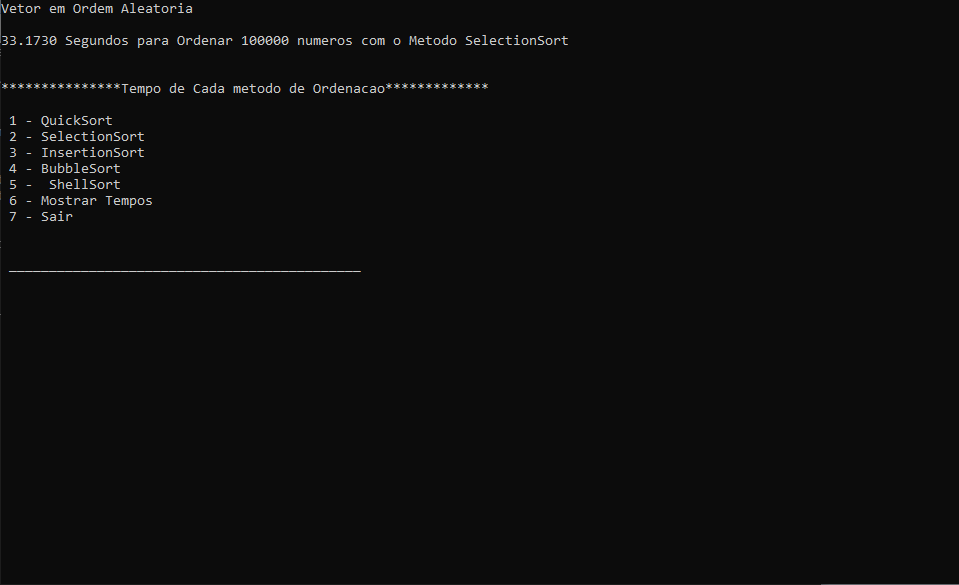 Vetor em Ordem Aleatoria
33.1730 Segundos para Ordenar 100000 numeros com o Metodo SelectionSort
***************Tempo de Cada metodo de Ordenacao*************
1 - QuickSort
2 - SelectionSort
3 - InsertionSort
4 - BubbleSort
5 -  ShellSort
6 - Mostrar Tempos
7 - Sair
____________________________________________